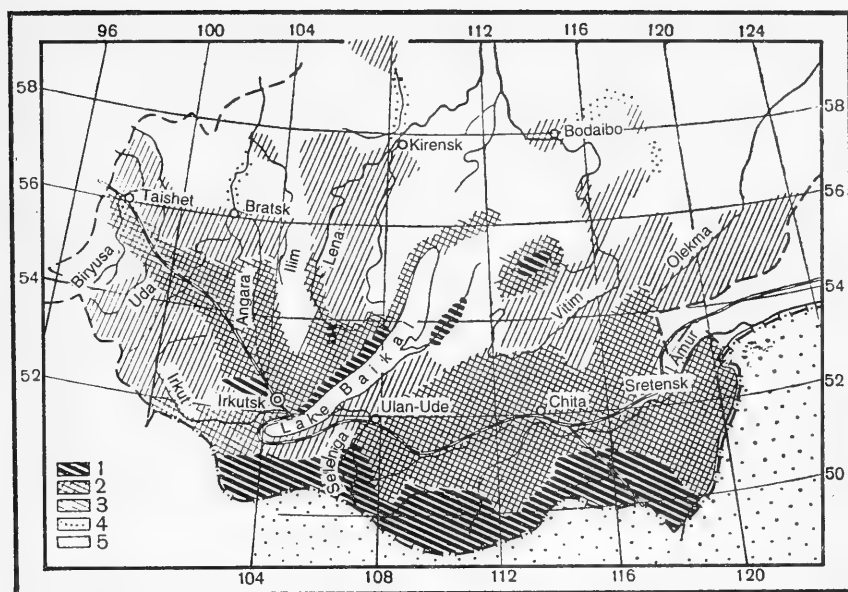 96 100 104 108 112 116 120 124
58 58
Kirensk
Bodaibo
56 56
Taishet
Bratsk
Ilim
Lena
Olekma
Biryusa
54 54
Uda
Angara
Vitim
Amur
52 52
Irkut
Irkutsk
Lake Baikal
Ulan-Ude
Chita
Sretensk
Selenga
50
1
2
3
4
5
104 108 112 116 120